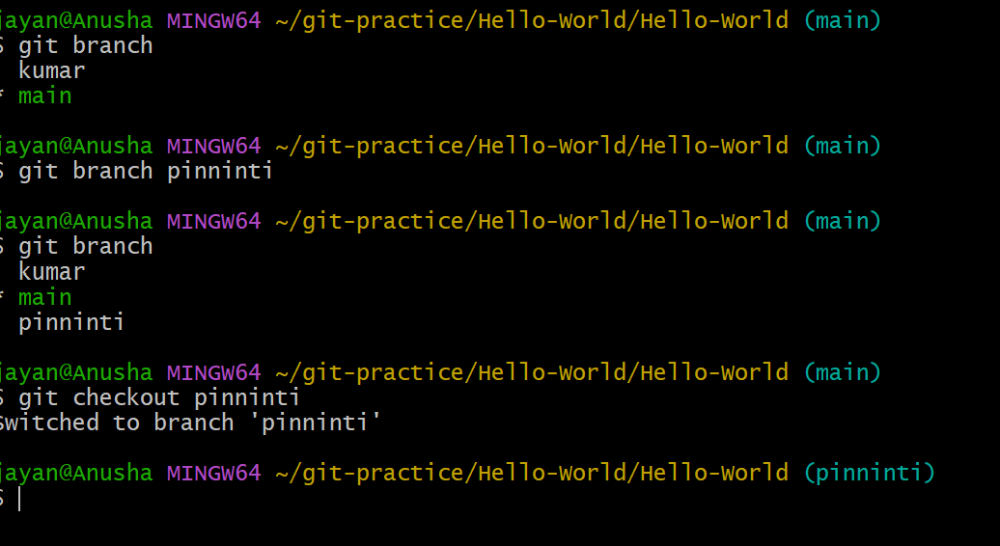 jayan@Anusha MINGW64 ~/git-practice/Hello-World/Hello-World (main)
$ git branch
  kumar
* main
jayan@Anusha MINGW64 ~/git-practice/Hello-World/Hello-World (main)
$ git branch pinninti
jayan@Anusha MINGW64 ~/git-practice/Hello-World/Hello-World (main)
$ git branch
  kumar
* main
  pinninti
jayan@Anusha MINGW64 ~/git-practice/Hello-World/Hello-World (main)
$ git checkout pinninti
Switched to branch 'pinninti'
jayan@Anusha MINGW64 ~/git-practice/Hello-World/Hello-World (pinninti)
$